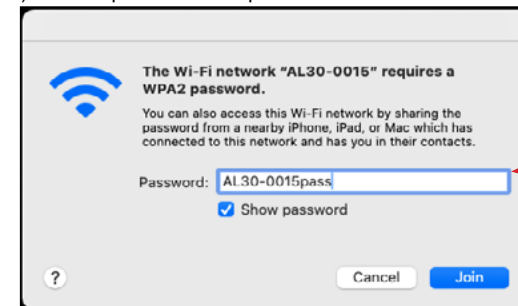 The Wi-Fi network “AL30-0015” requires a
WPA2 password.
You can also access this Wi-Fi network by sharing the
password from a nearby iPhone, iPad, or Mac which has
connected to this network and has you in their contacts.
Password: AL30-0015pass
Show password
? Cancel Join